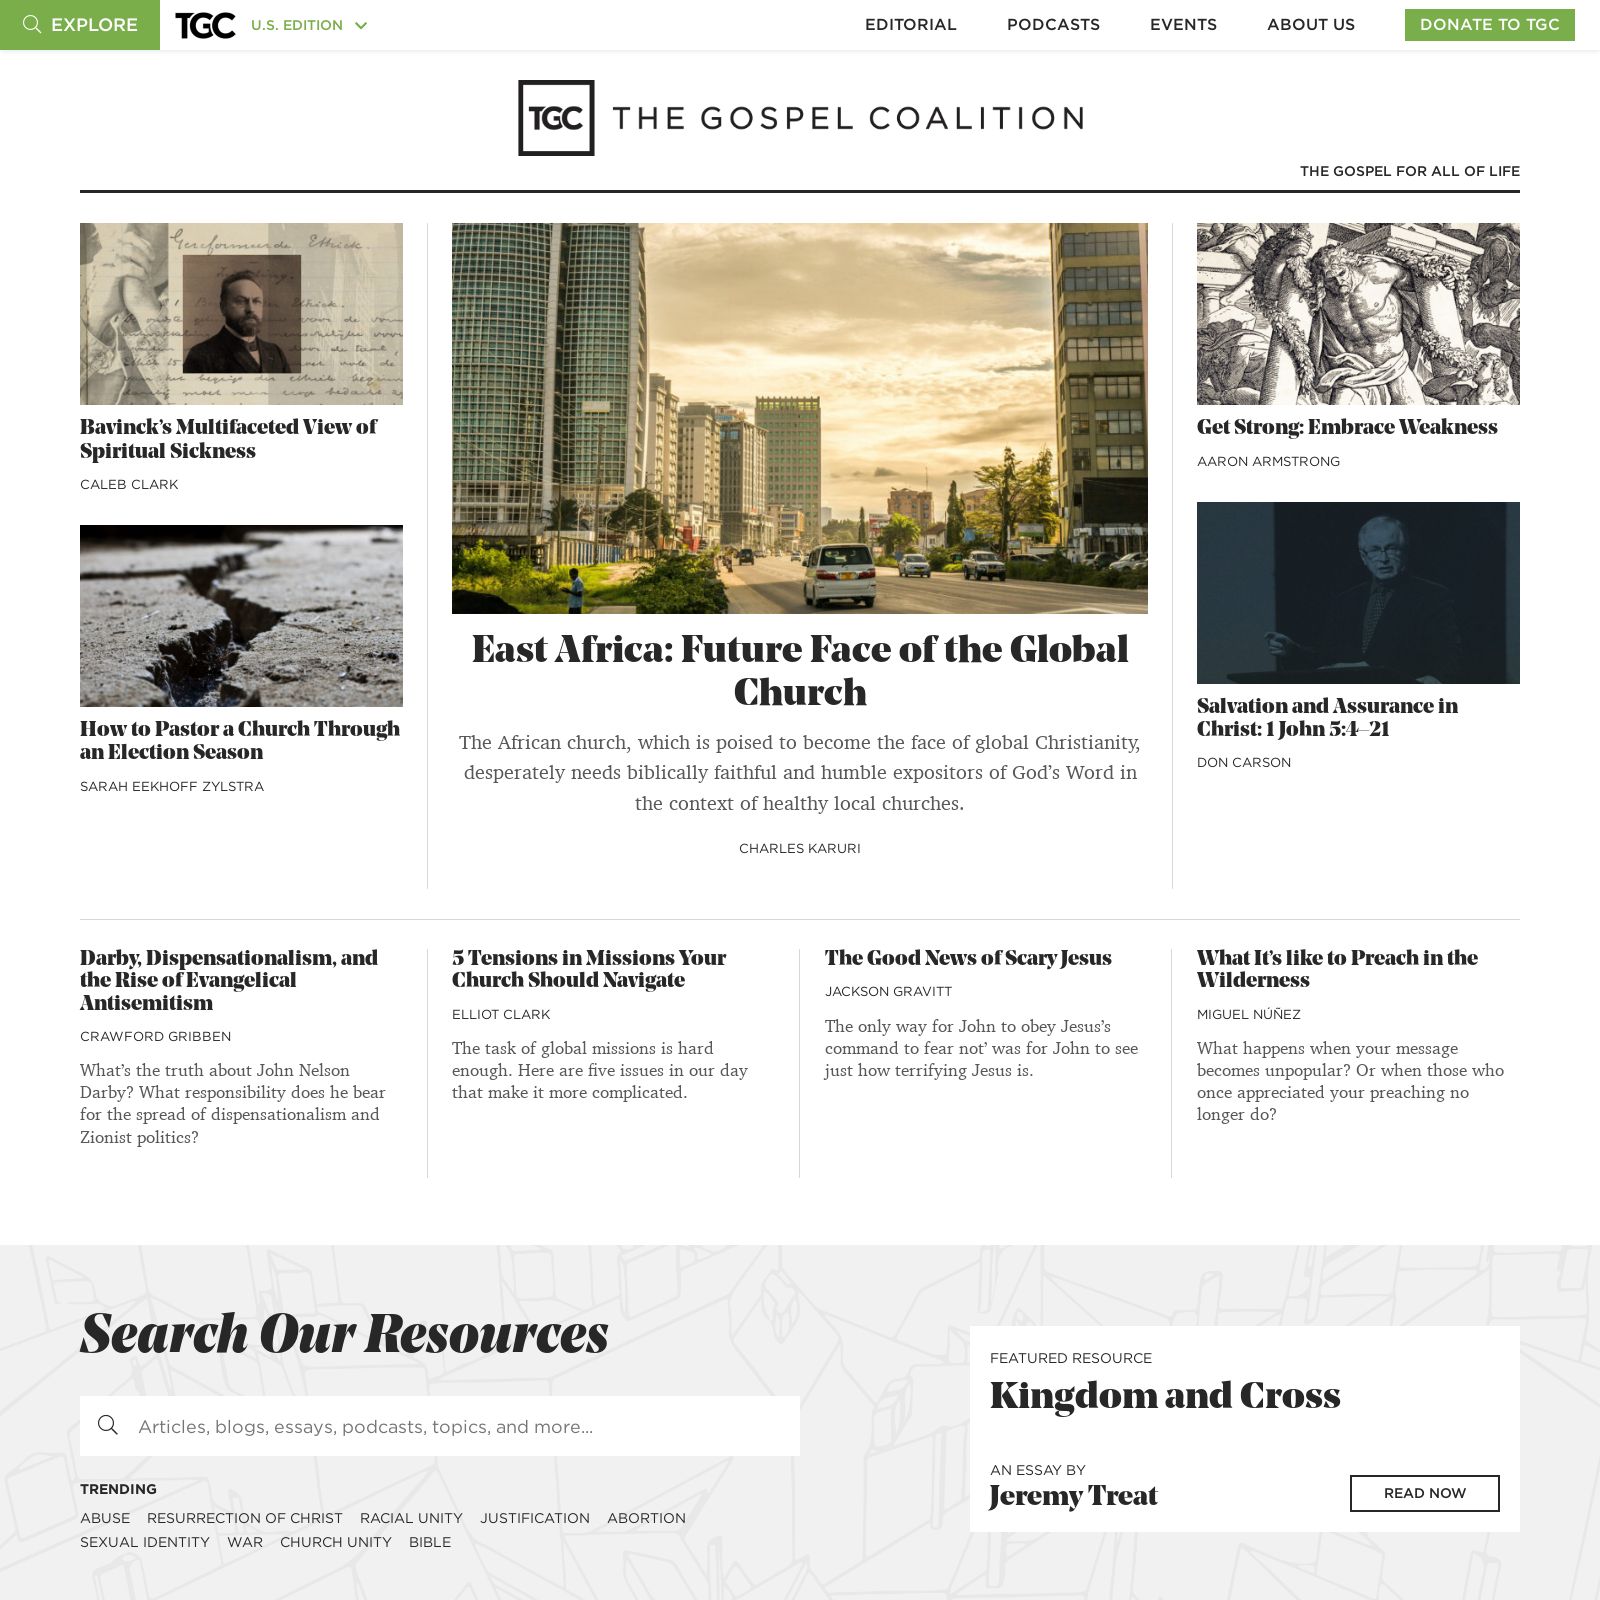 EXPLORE
TGC
U.S. EDITION
EDITORIAL
PODCASTS
EVENTS
ABOUT US
DONATE TO TGC
TGC
THE GOSPEL COALITION
THE GOSPEL FOR ALL OF LIFE
Gereformeerde Ethiek.
Bavinck's Multifaceted View of
Spiritual Sickness
CALEB CLARK
How to Pastor a Church Through
an Election Season
SARAH EEKHOFF ZYLSTRA
East Africa: Future Face of the Global
Church
The African church, which is poised to become the face of global Christianity,
desperately needs biblically faithful and humble expositors of God's Word in
the context of healthy local churches.
CHARLES KARURI
Get Strong: Embrace Weakness
AARON ARMSTRONG
Salvation and Assurance in
Christ: 1 John 5:4–21
DON CARSON
Darby, Dispensationalism, and
the Rise of Evangelical
Antisemitism
CRAWFORD GRIBBEN
What's the truth about John Nelson
Darby? What responsibility does he bear
for the spread of dispensationalism and
Zionist politics?
5 Tensions in Missions Your
Church Should Navigate
ELLIOT CLARK
The task of global missions is hard
enough. Here are five issues in our day
that make it more complicated.
The Good News of Scary Jesus
JACKSON GRAVITT
The only way for John to obey Jesus's
command to fear not’ was for John to see
just how terrifying Jesus is.
What It's like to Preach in the
Wilderness
MIGUEL NÚÑEZ
What happens when your message
becomes unpopular? Or when those who
once appreciated your preaching no
longer do?
Search Our Resources
Articles, blogs, essays, podcasts, topics, and more...
TRENDING
ABUSE RESURRECTION OF CHRIST RACIAL UNITY JUSTIFICATION ABORTION
SEXUAL IDENTITY WAR CHURCH UNITY BIBLE
FEATURED RESOURCE
Kingdom and Cross
AN ESSAY BY
Jeremy Treat
READ NOW